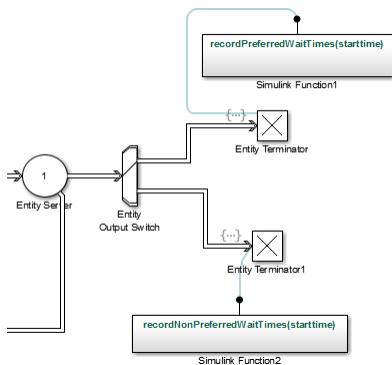 recordPreferredWaitTimes(starttime)
Simulink Function1
{...}
Entity Terminator
1
Entity Server
Entity
Output Switch
{...}
Entity Terminator1
recordNonPreferredWaitTimes(starttime)
Simulink Function2